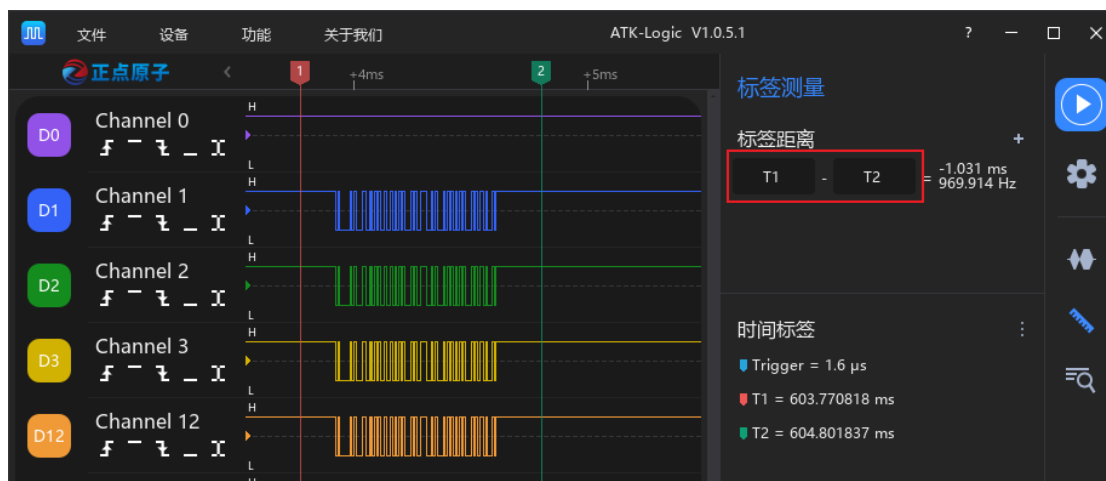 文件 设备 功能 关于我们 ATK-Logic V1.0.5.1 ?
正点原子 1 +4ms 2 +5ms
标签测量
标签距离 +
T1 - T2 = -1.031 ms
969.914 Hz
D0 Channel 0 H
L
D1 Channel 1 H
L
D2 Channel 2 H
L
D3 Channel 3 H
L
D12 Channel 12 H
L
H
时间标签
Trigger = 1.6 μs
T1 = 603.770818 ms
T2 = 604.801837 ms